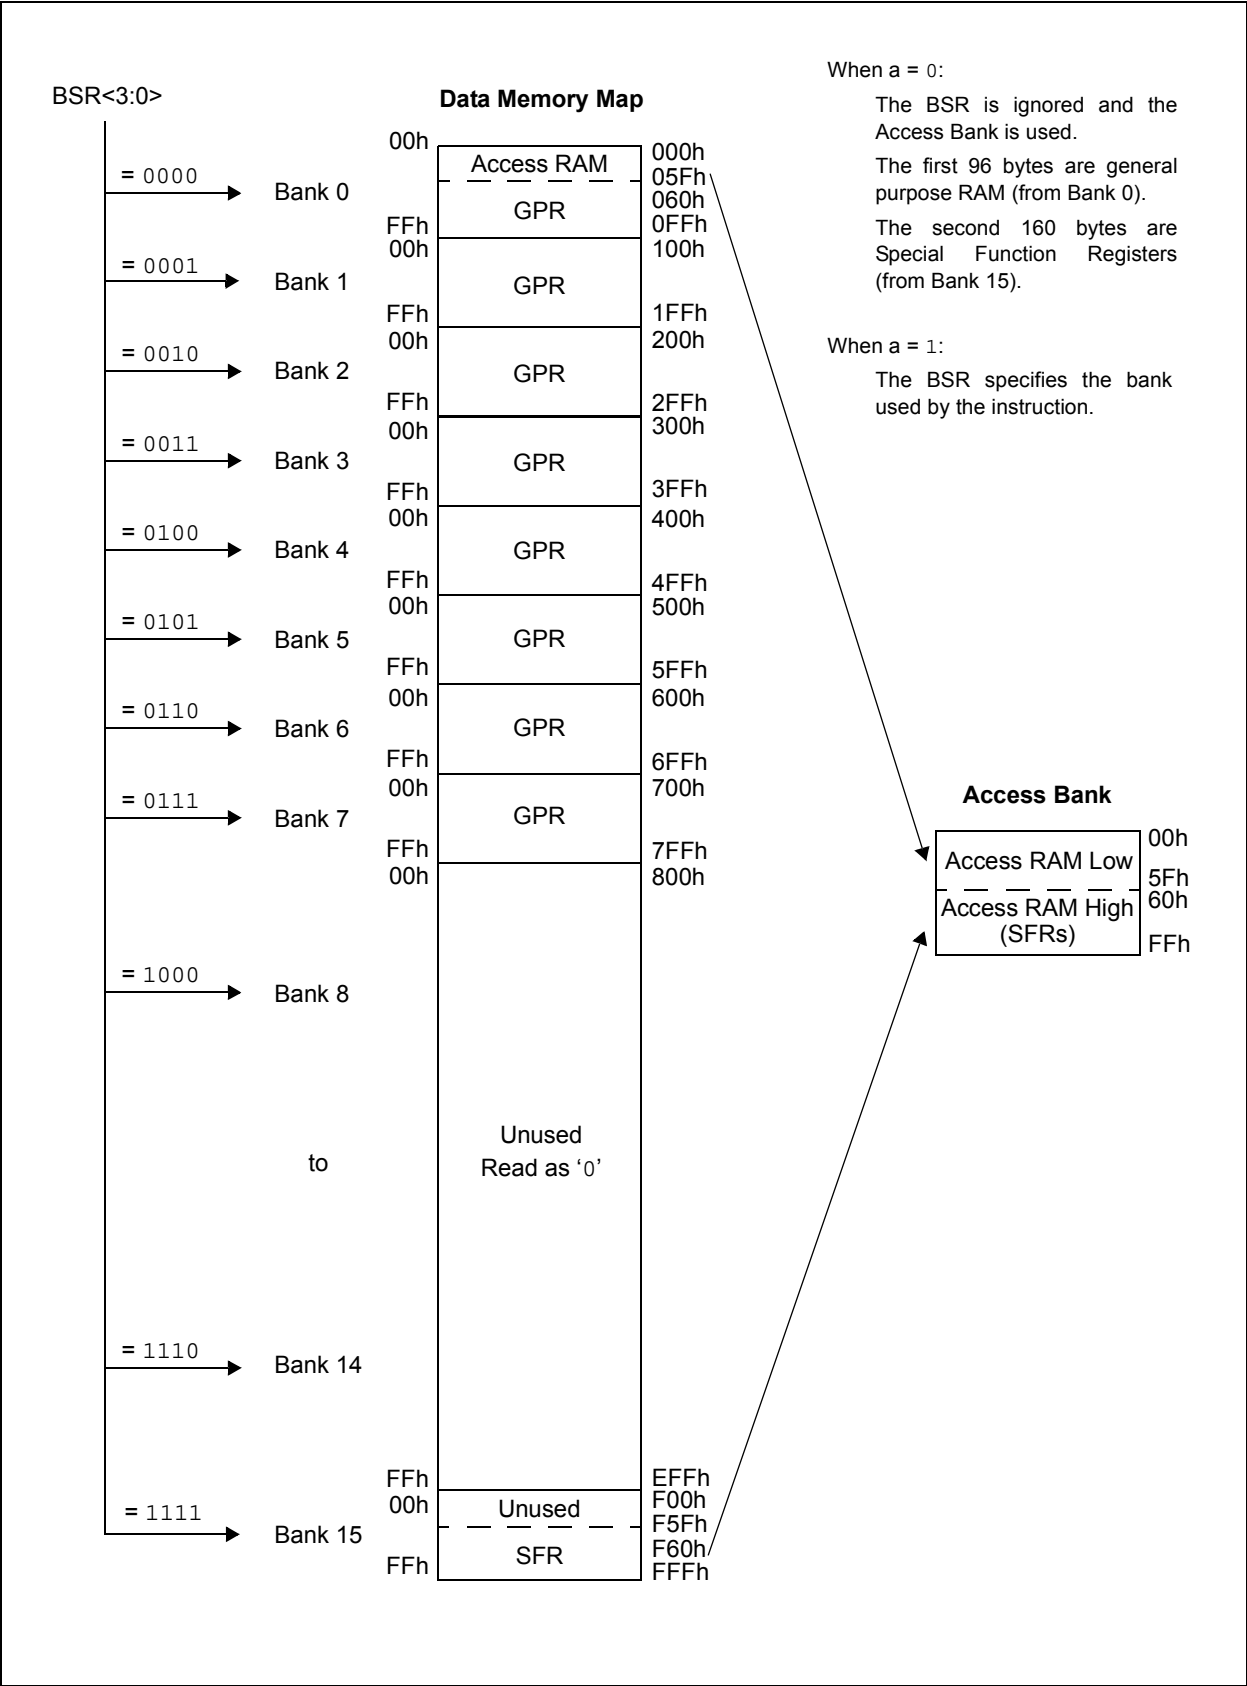 BSR<3:0>
Data Memory Map
When a = 0:
The BSR is ignored and the
Access Bank is used.
The first 96 bytes are general
purpose RAM (from Bank 0).
The second 160 bytes are
Special Function Registers
(from Bank 15).
When a = 1:
The BSR specifies the bank
used by the instruction.
= 0000
Bank 0
00h
FFh
Access RAM
GPR
000h
05Fh
060h
0FFh
= 0001
Bank 1
00h
FFh
GPR
100h
1FFh
= 0010
Bank 2
00h
FFh
GPR
200h
2FFh
= 0011
Bank 3
00h
FFh
GPR
300h
3FFh
= 0100
Bank 4
00h
FFh
GPR
400h
4FFh
= 0101
Bank 5
00h
FFh
GPR
500h
5FFh
= 0110
Bank 6
00h
FFh
GPR
600h
6FFh
= 0111
Bank 7
00h
FFh
GPR
700h
7FFh
= 1000
Bank 8
to
= 1110
Bank 14
00h
FFh
Unused
Read as ‘0’
800h
EFFh
= 1111
Bank 15
00h
FFh
Unused
SFR
F00h
F5Fh
F60h
FFFh
Access Bank
Access RAM Low
Access RAM High
(SFRs)
00h
5Fh
60h
FFh